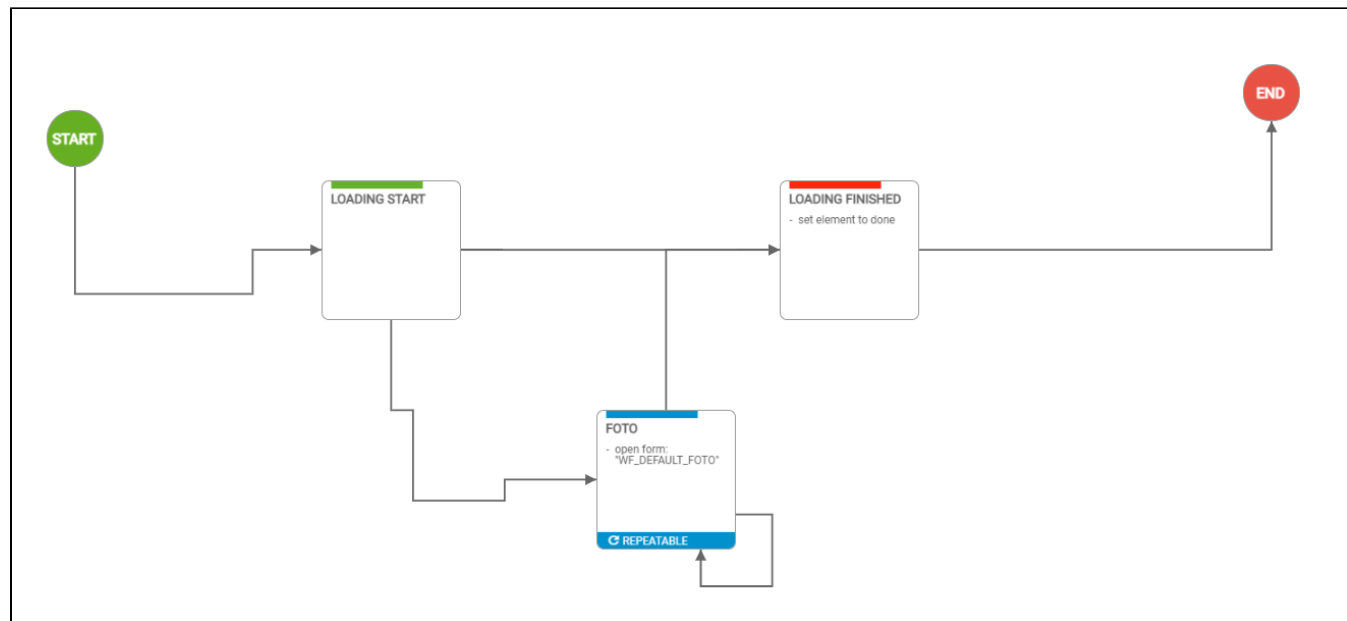 START
END
LOADING START
LOADING FINISHED
- set element to done
FOTO
- open form:
"WF_DEFAULT_FOTO"
REPEATABLE